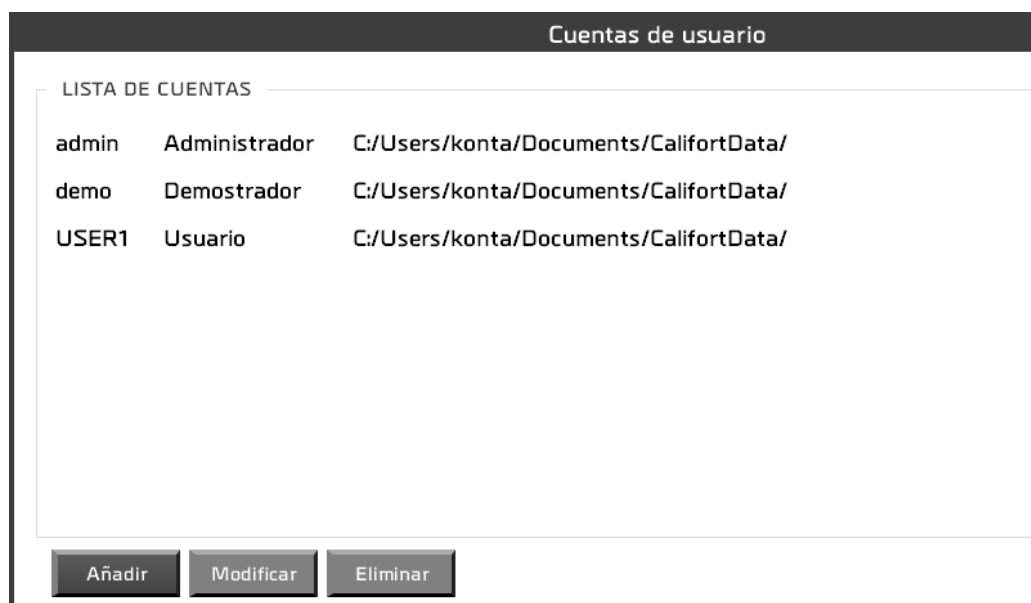 Cuentas de usuario
LISTA DE CUENTAS
admin Administrador C:/Users/konta/Documents/CalifortData/
demo Demostrador C:/Users/konta/Documents/CalifortData/
USER1 Usuario C:/Users/konta/Documents/CalifortData/
Añadir Modificar Eliminar